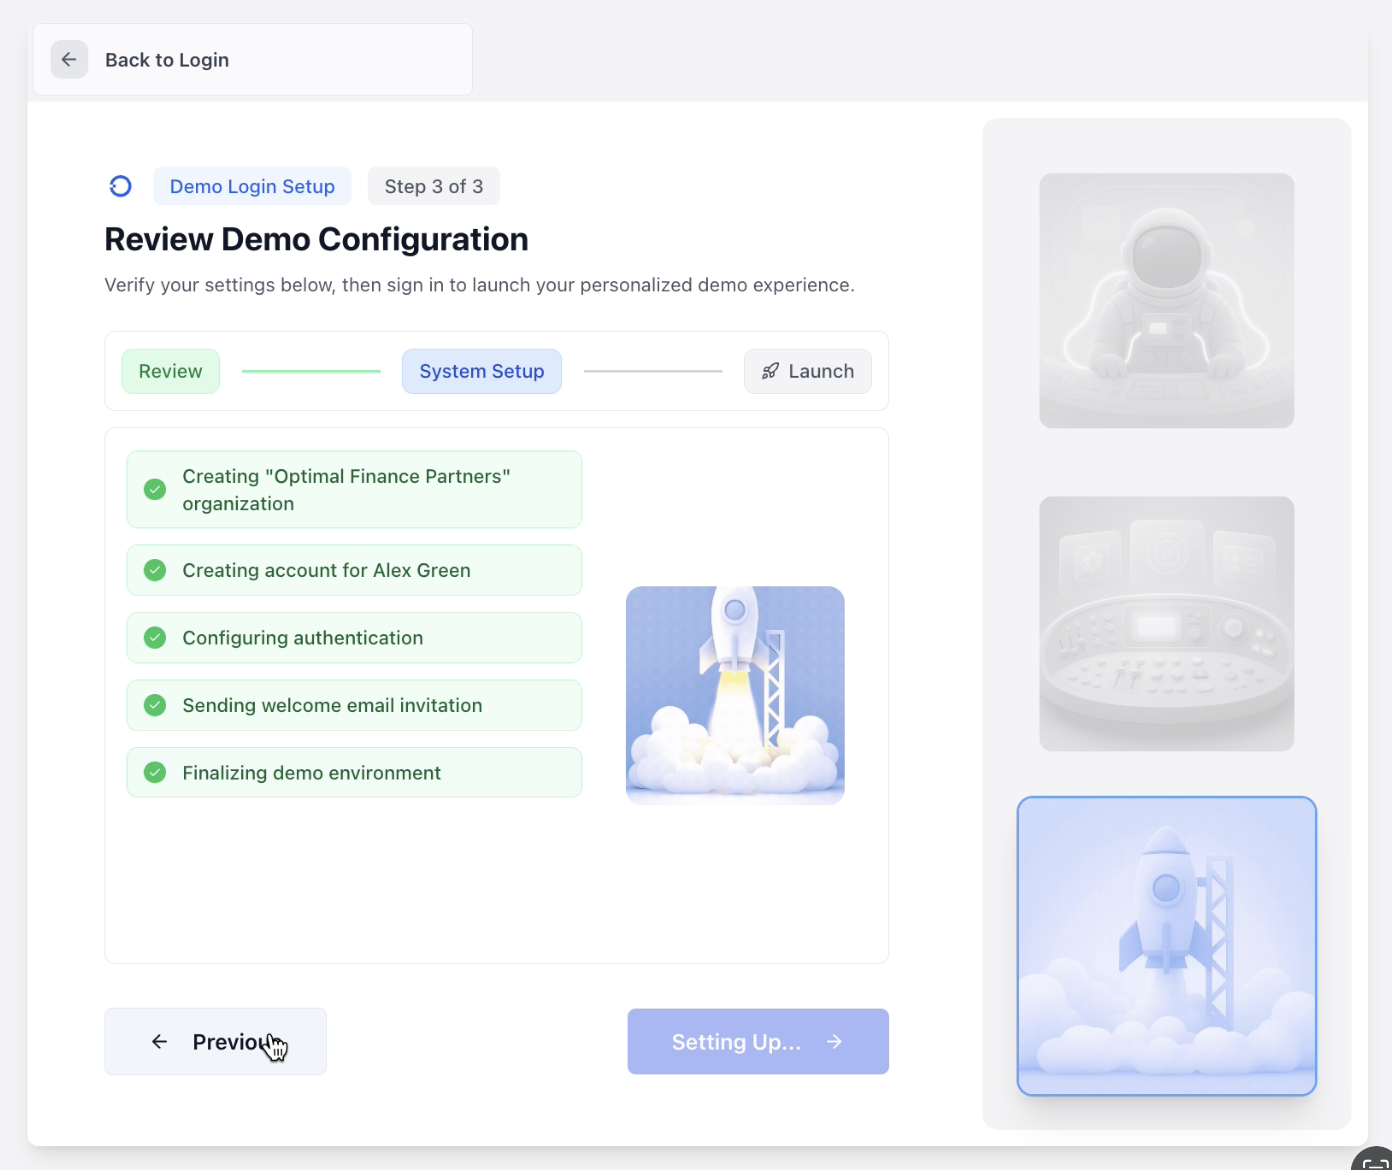 Back to Login
Demo Login Setup
Step 3 of 3
Review Demo Configuration
Verify your settings below, then sign in to launch your personalized demo experience.
Review
System Setup
Launch
Creating "Optimal Finance Partners"
organization
Creating account for Alex Green
Configuring authentication
Sending welcome email invitation
Finalizing demo environment
Previous
Setting Up...